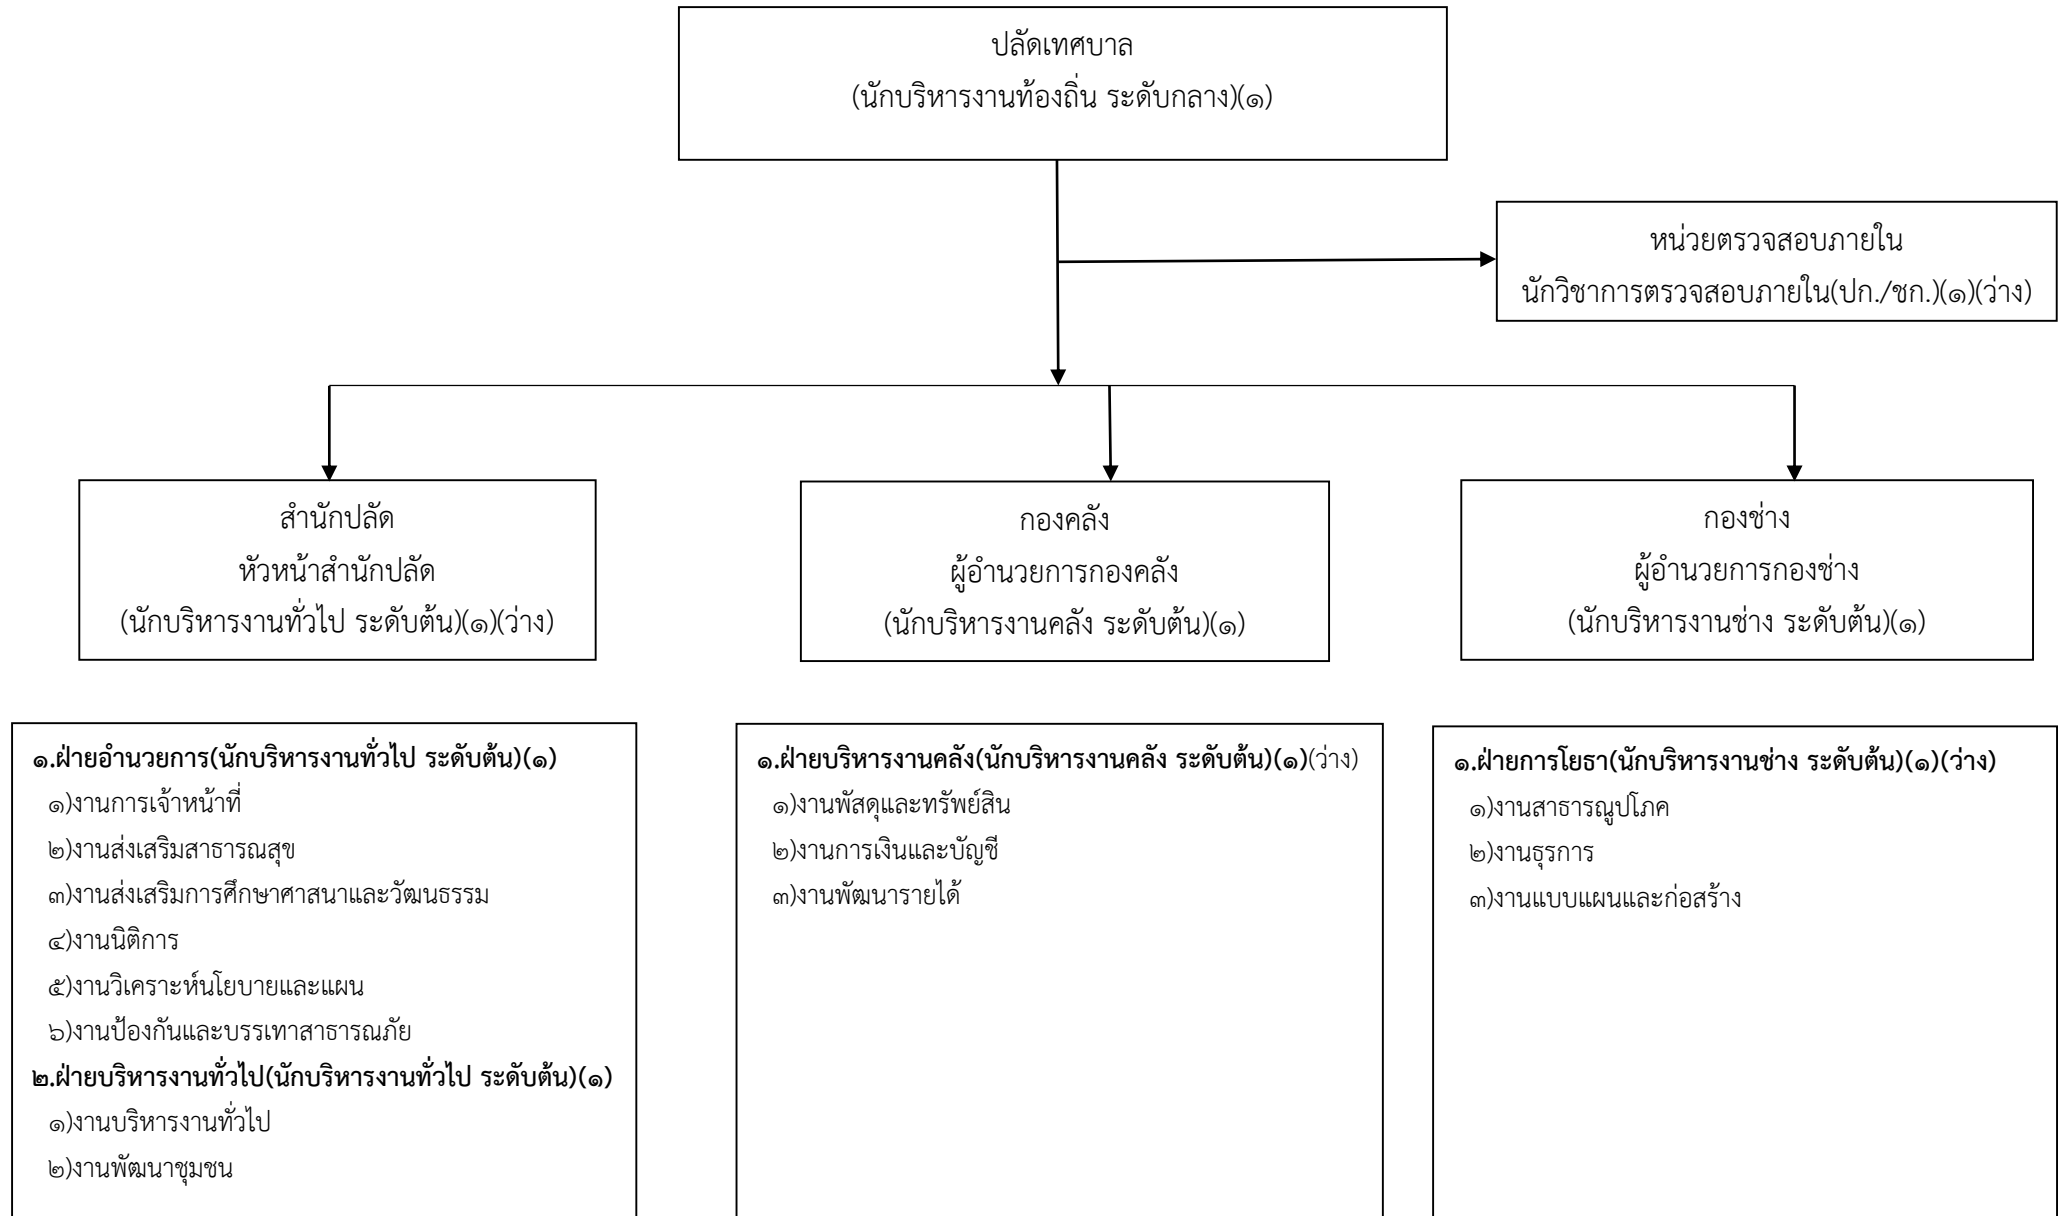 ปลัดเทศบาล
(นักบริหารงานท้องถิ่น ระดับกลาง)(๑)
หน่วยตรวจสอบภายใน
นักวิชาการตรวจสอบภายใน(ปก./ชก.)(๑)(ว่าง)
สำนักปลัด
หัวหน้าสำนักปลัด
(นักบริหารงานทั่วไป ระดับต้น)(๑)(ว่าง)
กองคลัง
ผู้อำนวยการกองคลัง
(นักบริหารงานคลัง ระดับต้น)(๑)
กองช่าง
ผู้อำนวยการกองช่าง
(นักบริหารงานช่าง ระดับต้น)(๑)
๑.ฝ่ายอำนวยการ(นักบริหารงานทั่วไป ระดับต้น)(๑)
๑)งานการเจ้าหน้าที่
๒)งานส่งเสริมสาธารณสุข
๓)งานส่งเสริมการศึกษาศาสนาและวัฒนธรรม
๔)งานนิติการ
๕)งานวิเคราะห์นโยบายและแผน
๖)งานป้องกันและบรรเทาสาธารณภัย
๒.ฝ่ายบริหารงานทั่วไป(นักบริหารงานทั่วไป ระดับต้น)(๑)
๑)งานบริหารงานทั่วไป
๒)งานพัฒนาชุมชน
๑.ฝ่ายบริหารงานคลัง(นักบริหารงานคลัง ระดับต้น)(๑)(ว่าง)
๑)งานพัสดุและทรัพย์สิน
๒)งานการเงินและบัญชี
๓)งานพัฒนารายได้
๑.ฝ่ายการโยธา(นักบริหารงานช่าง ระดับต้น)(๑)(ว่าง)
๑)งานสาธารณูปโภค
๒)งานธุรการ
๓)งานแบบแผนและก่อสร้าง